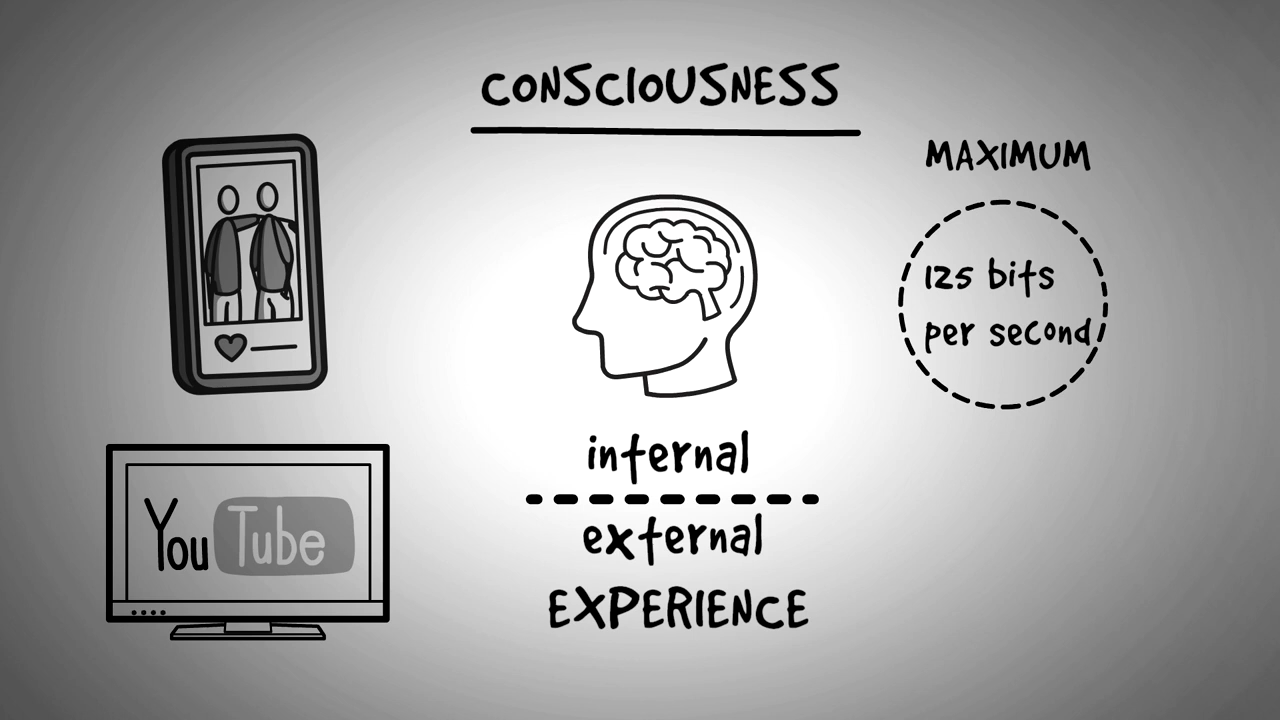 CONSCIOUSNESS
MAXIMUM
125 bits
per second
YouTube
internal
external
EXPERIENCE